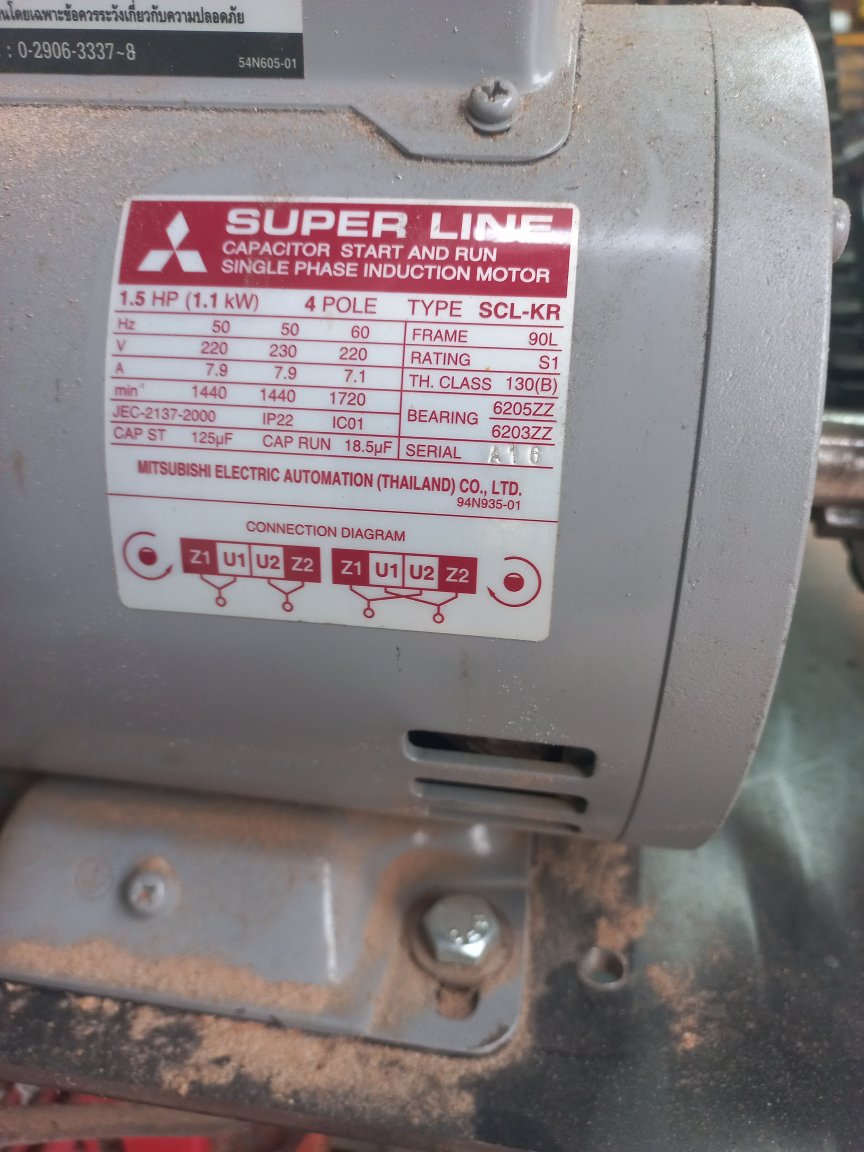 นโดยเฉพาะข้อควรระวังเกี่ยวกับความปลอดภัย
: 0-2906-3337~8
54N605-01
SUPER LINE
CAPACITOR START AND RUN
SINGLE PHASE INDUCTION MOTOR
1.5 HP (1.1 kW) 4 POLE TYPE SCL-KR
Hz 50 50 60 FRAME 90L
V 220 230 220 RATING S1
A 7.9 7.9 7.1 TH. CLASS 130(B)
min⁻¹ 1440 1440 1720 BEARING 6205ZZ
JEC-2137-2000 IP22 IC01 6203ZZ
CAP ST 125µF CAP RUN 18.5µF SERIAL A16
MITSUBISHI ELECTRIC AUTOMATION (THAILAND) CO., LTD.
94N935-01
CONNECTION DIAGRAM
Z1 U1 U2 Z2 Z1 U1 U2 Z2